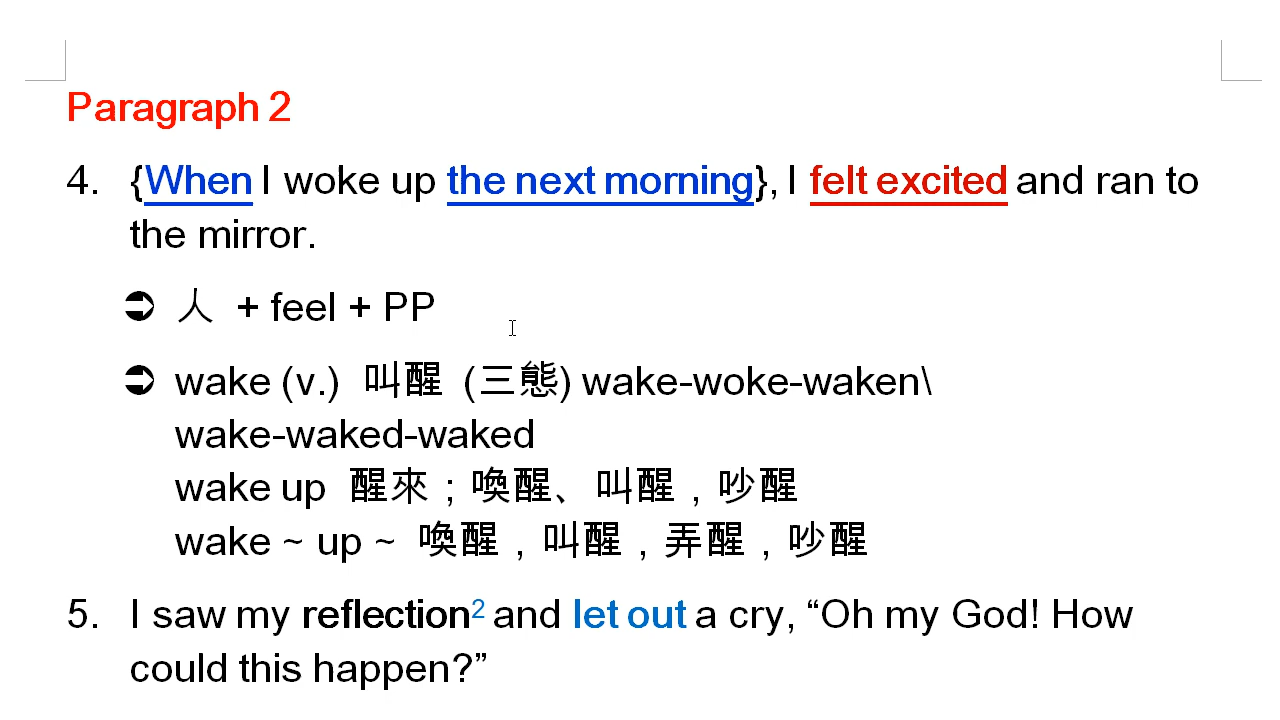 Paragraph 2
4. {When I woke up the next morning}, I felt excited and ran to
the mirror.
➲ 人 + feel + PP
➲ wake (v.) 叫醒 (三態) wake-woke-waken\
wake-waked-waked
wake up 醒來；喚醒、叫醒，吵醒
wake ~ up ~ 喚醒，叫醒，弄醒，吵醒
5. I saw my reflection² and let out a cry, “Oh my God! How
could this happen?”